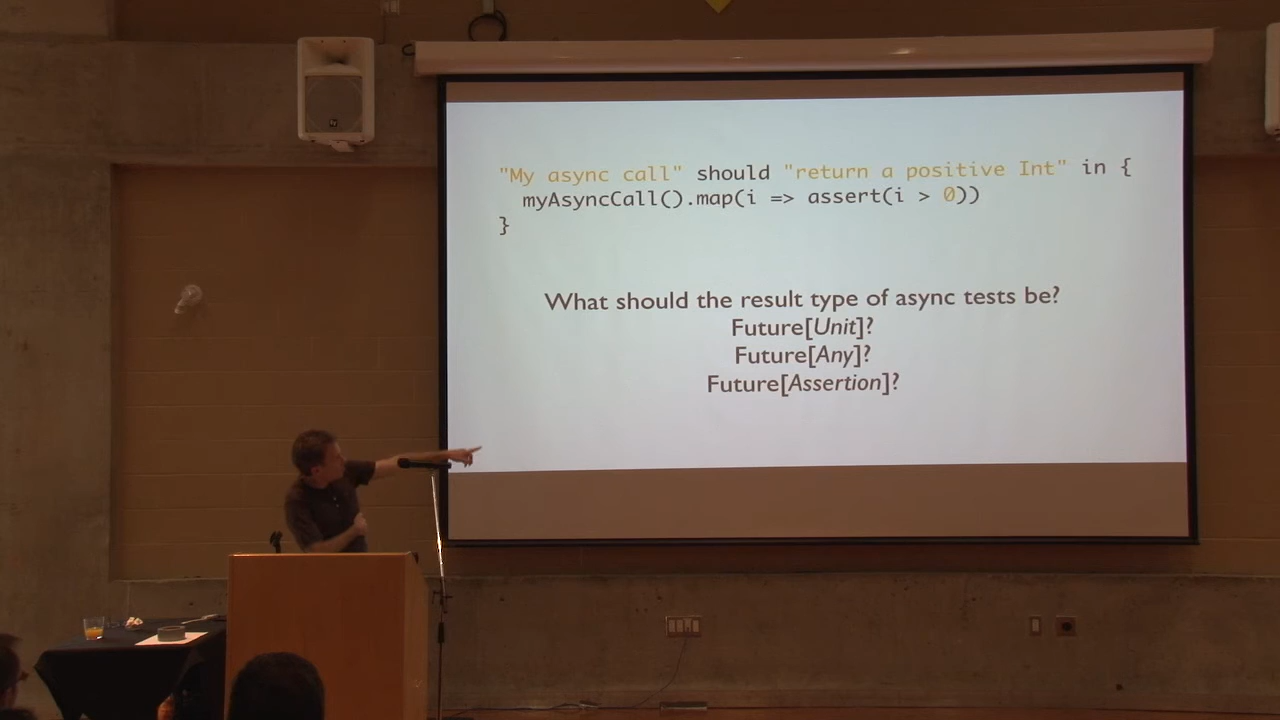 "My async call" should "return a positive Int" in {
myAsyncCall().map(i => assert(i > 0))
}
What should the result type of async tests be?
Future[Unit]?
Future[Any]?
Future[Assertion]?